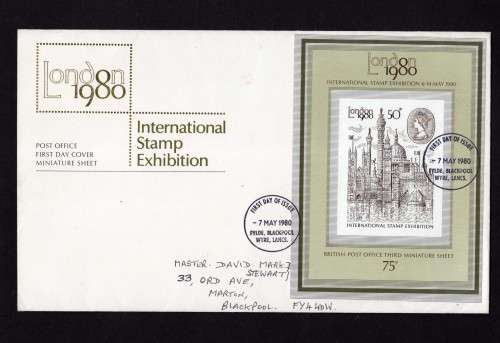 London
1980
POST OFFICE
FIRST DAY COVER
MINIATURE SHEET
International
Stamp
Exhibition
London
1980
INTERNATIONAL STAMP EXHIBITION 6-14 MAY 1980
LONDON
1980
50P
INTERNATIONAL STAMP EXHIBITION
BRITISH POST OFFICE THIRD MINIATURE SHEET
75P
FIRST DAY OF ISSUE
-7 MAY 1980
FYLDE, BLACKPOOL,
WYRE, LANCS.
FIRST DAY OF ISSUE
-7 MAY 1980
FYLDE, BLACKPOOL,
WYRE, LANCS.
MASTER DAVID MARK
STEWART
33, ORD AVE,
MARTON,
BLACKPOOL. FY4 4DW.